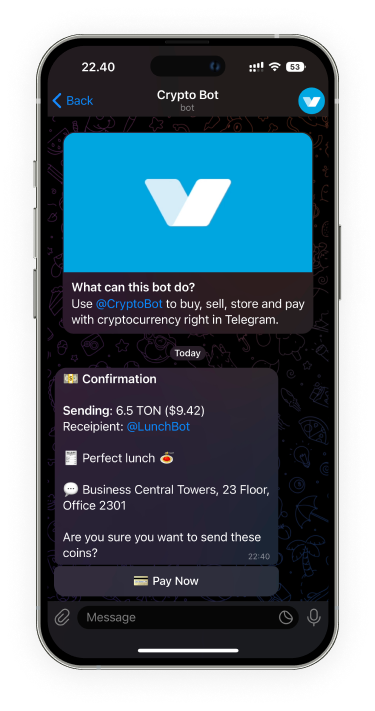 22.40
53
Back
Crypto Bot
bot
What can this bot do?
Use @CryptoBot to buy, sell, store and pay
with cryptocurrency right in Telegram.
Today
Confirmation
Sending: 6.5 TON ($9.42)
Receipient: @LunchBot
Perfect lunch
Business Central Towers, 23 Floor,
Office 2301
Are you sure you want to send these
coins?
22:40
Pay Now
Message